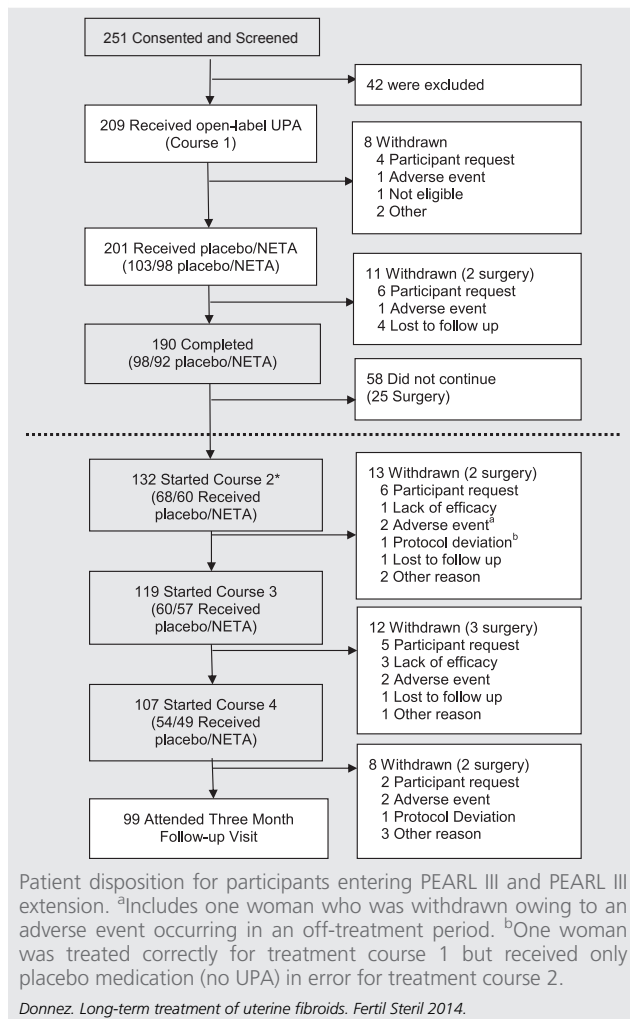 251 Consented and Screened
42 were excluded
209 Received open-label UPA
(Course 1)
8 Withdrawn
4 Participant request
1 Adverse event
1 Not eligible
2 Other
201 Received placebo/NETA
(103/98 placebo/NETA)
11 Withdrawn (2 surgery)
6 Participant request
1 Adverse event
4 Lost to follow up
190 Completed
(98/92 placebo/NETA)
58 Did not continue
(25 Surgery)
132 Started Course 2*
(68/60 Received
placebo/NETA)
13 Withdrawn (2 surgery)
6 Participant request
1 Lack of efficacy
2 Adverse eventᵃ
1 Protocol deviationᵇ
1 Lost to follow up
2 Other reason
119 Started Course 3
(60/57 Received
placebo/NETA)
12 Withdrawn (3 surgery)
5 Participant request
3 Lack of efficacy
2 Adverse event
1 Lost to follow up
1 Other reason
107 Started Course 4
(54/49 Received
placebo/NETA)
8 Withdrawn (2 surgery)
2 Participant request
2 Adverse event
1 Protocol Deviation
3 Other reason
99 Attended Three Month
Follow-up Visit
Patient disposition for participants entering PEARL III and PEARL III
extension. ᵃIncludes one woman who was withdrawn owing to an
adverse event occurring in an off-treatment period. ᵇOne woman
was treated correctly for treatment course 1 but received only
placebo medication (no UPA) in error for treatment course 2.
Donnez. Long-term treatment of uterine fibroids. Fertil Steril 2014.